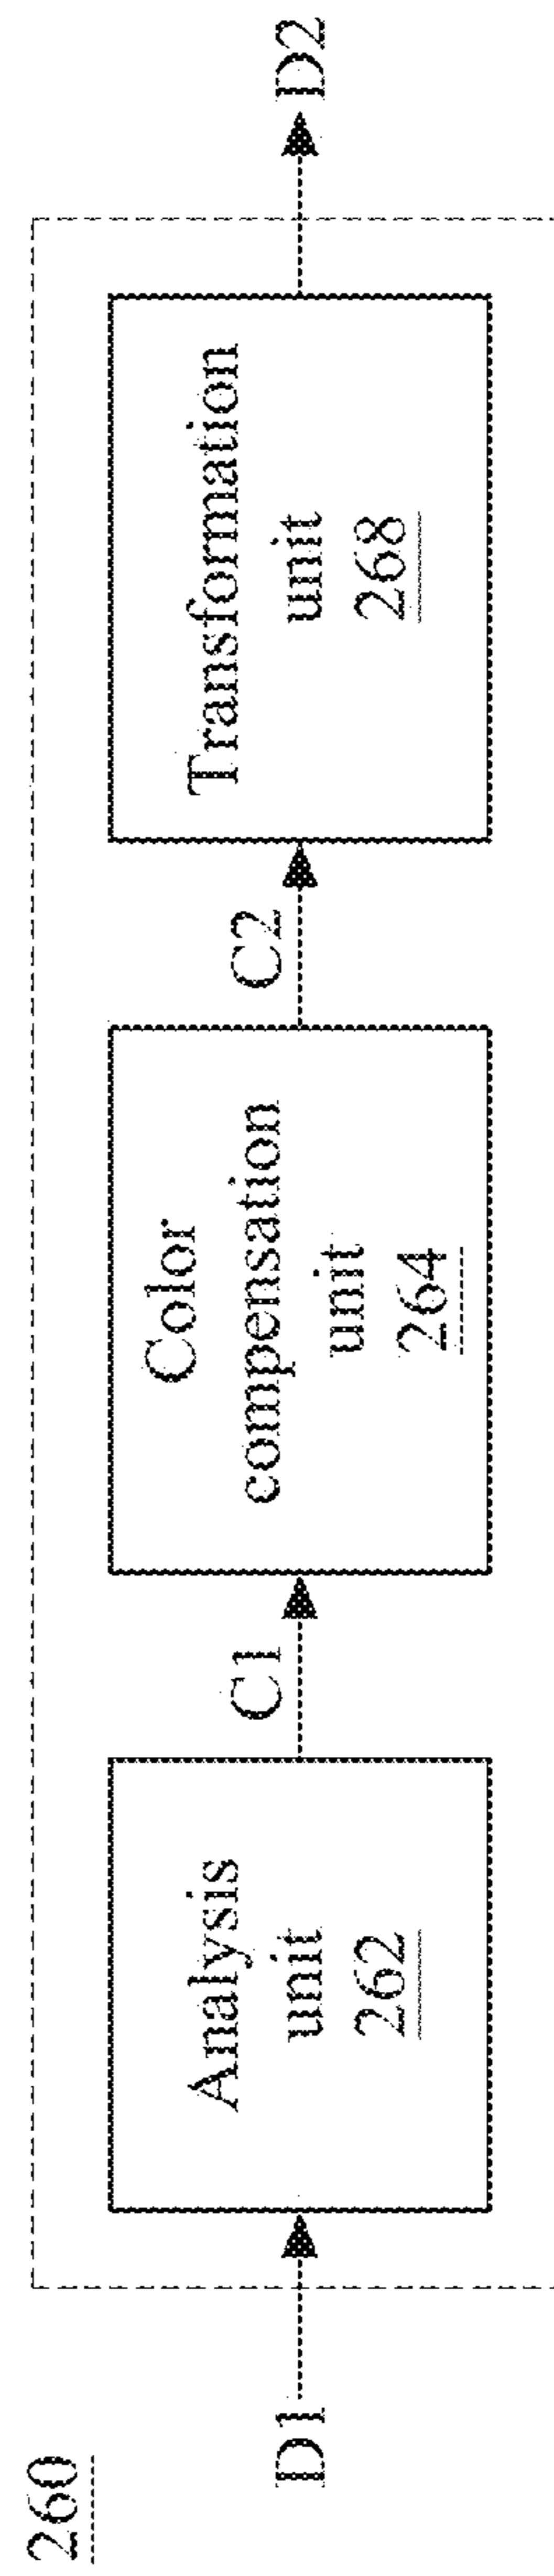 260
D1
Analysis
unit
262
C1
Color
compensation
unit
264
C2
Transformation
unit
268
D2